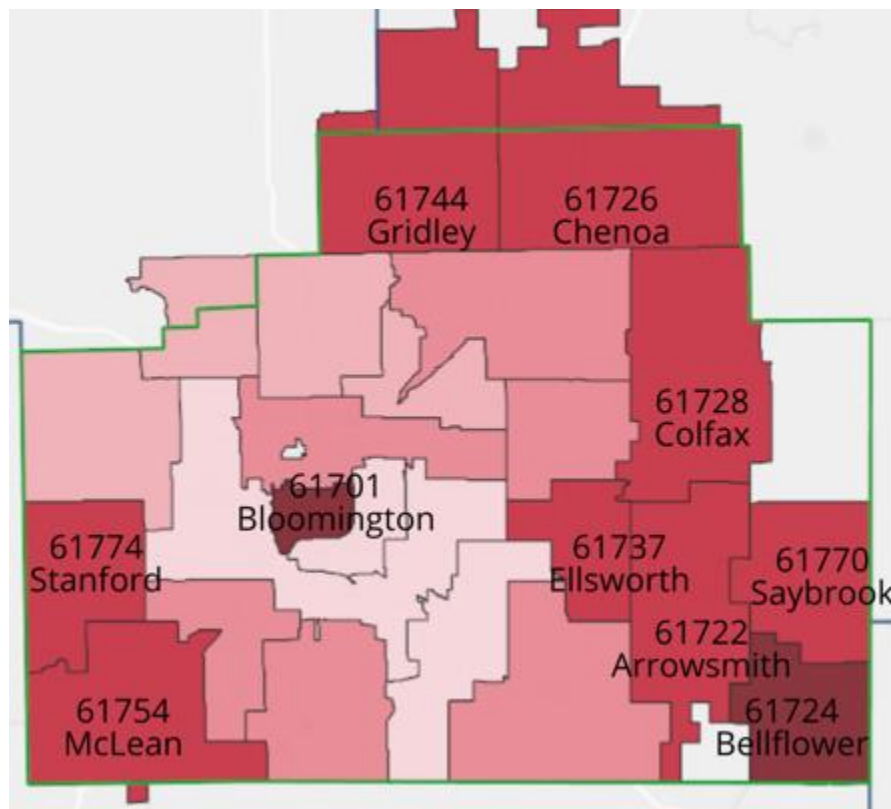 61744
Gridley
61726
Chenoa
61728
Colfax
61701
Bloomington
61774
Stanford
61737
Ellsworth
61770
Saybrook
61722
Arrowsmith
61754
McLean
61724
Bellflower